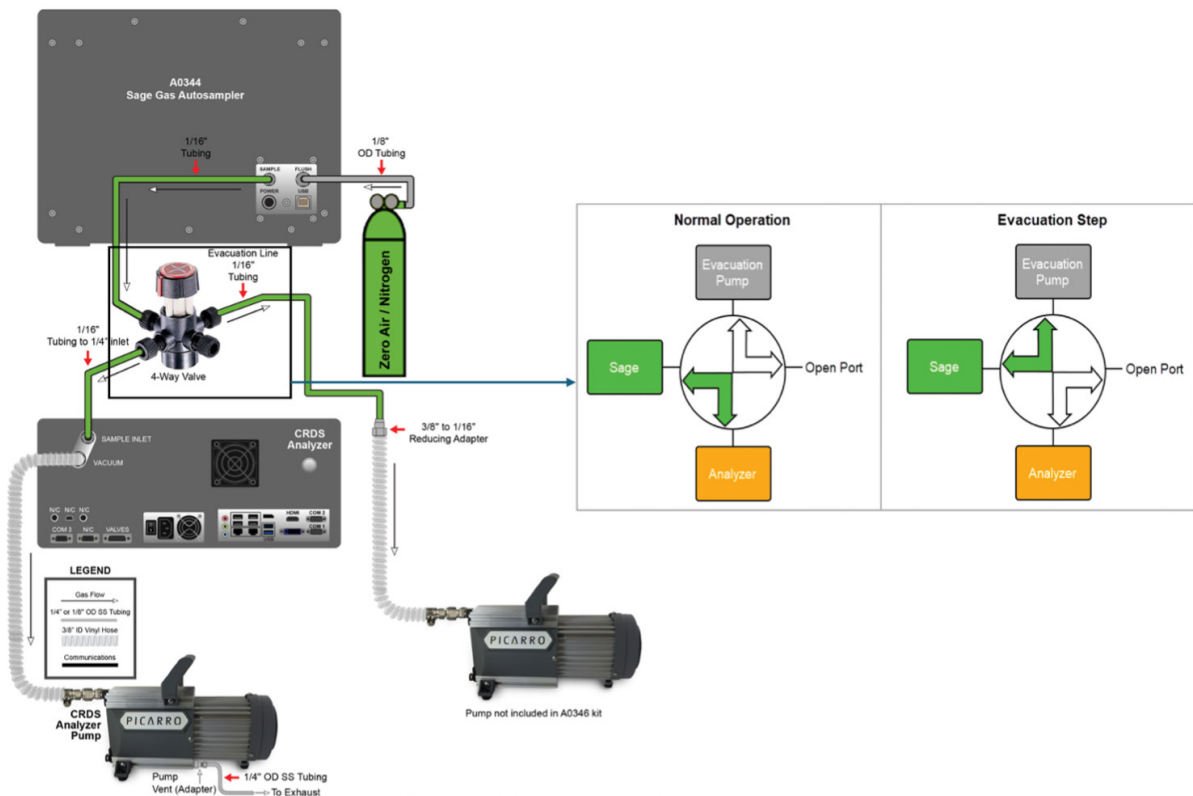 A0344
Sage Gas Autosampler
1/16"
Tubing
1/8"
OD Tubing
SAMPLE
FLUSH
POWER
USB
Zero Air / Nitrogen
Evacuation Line
1/16"
Tubing
1/16"
Tubing to 1/4" inlet
4-Way Valve
Normal Operation
Evacuation
Pump
Sage
Open Port
Analyzer
Evacuation Step
Evacuation
Pump
Sage
Open Port
Analyzer
3/8" to 1/16"
Reducing Adapter
SAMPLE INLET
CRDS
Analyzer
VACUUM
N/C N/C N/C
COM 3
N/C
VALVES
HDMI
COM 2
COM 1
USB
LEGEND
Gas Flow
1/4" or 1/8" OD SS Tubing
3/8" ID Vinyl Hose
Communications
PICARRO
Pump not included in A0346 kit
CRDS
Analyzer
Pump
PICARRO
Pump
Vent (Adapter)
1/4" OD SS Tubing
To Exhaust